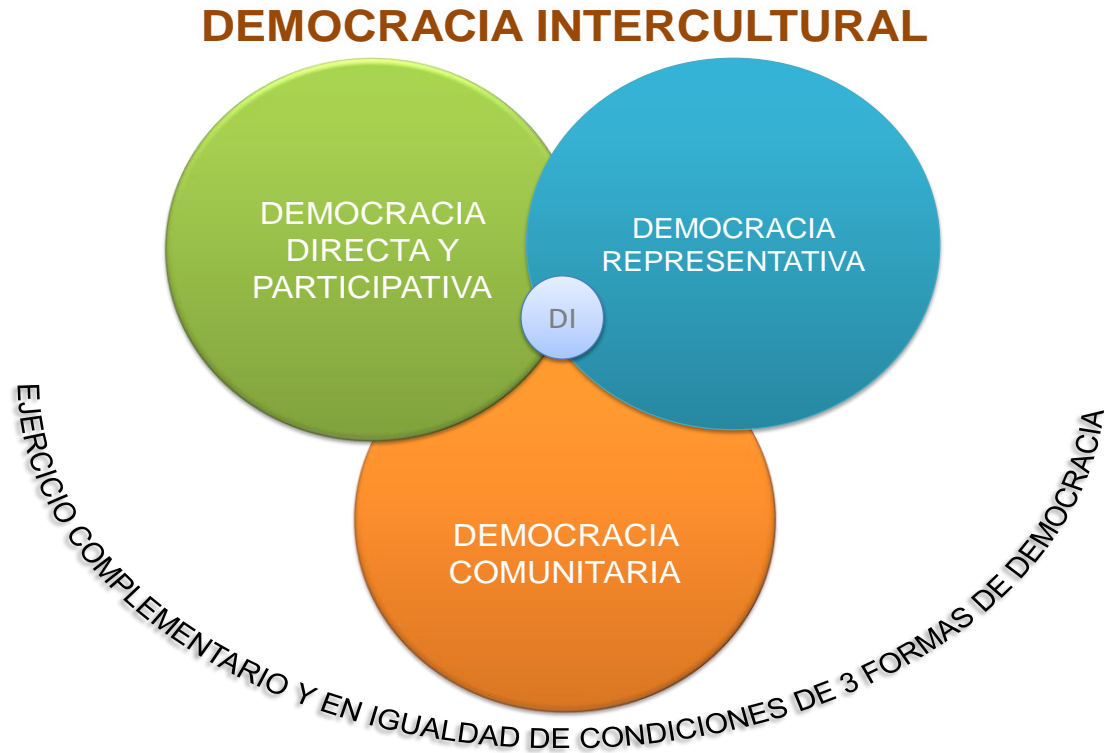 DEMOCRACIA INTERCULTURAL
DEMOCRACIA
DIRECTA Y
PARTICIPATIVA
DEMOCRACIA
REPRESENTATIVA
DI
DEMOCRACIA
COMUNITARIA
EJERCICIO COMPLEMENTARIO Y EN IGUALDAD DE CONDICIONES DE 3 FORMAS DE DEMOCRACIA